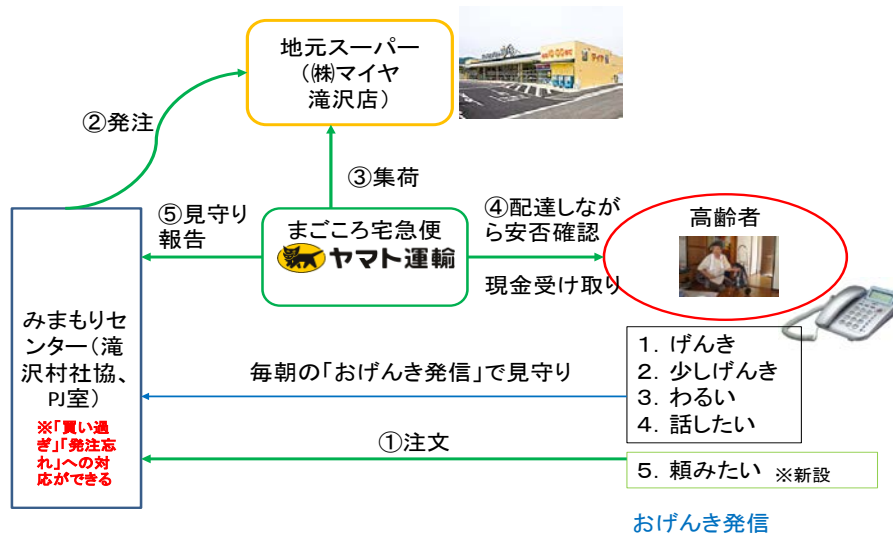 地元スーパー
(㈱マイヤ
滝沢店)
②発注
③集荷
⑤見守り
報告
まごころ宅急便
ヤマト運輸
④配達しなが
ら安否確認
現金受け取り
高齢者
みまもりセ
ンター(滝
沢村社協、
PJ室)
※「買い過
ぎ」「発注忘
れ」への対
応ができる
毎朝の「おげんき発信」で見守り
1. げんき
2. 少しげんき
3. わるい
4. 話したい
①注文
5. 頼みたい ※新設
おげんき発信